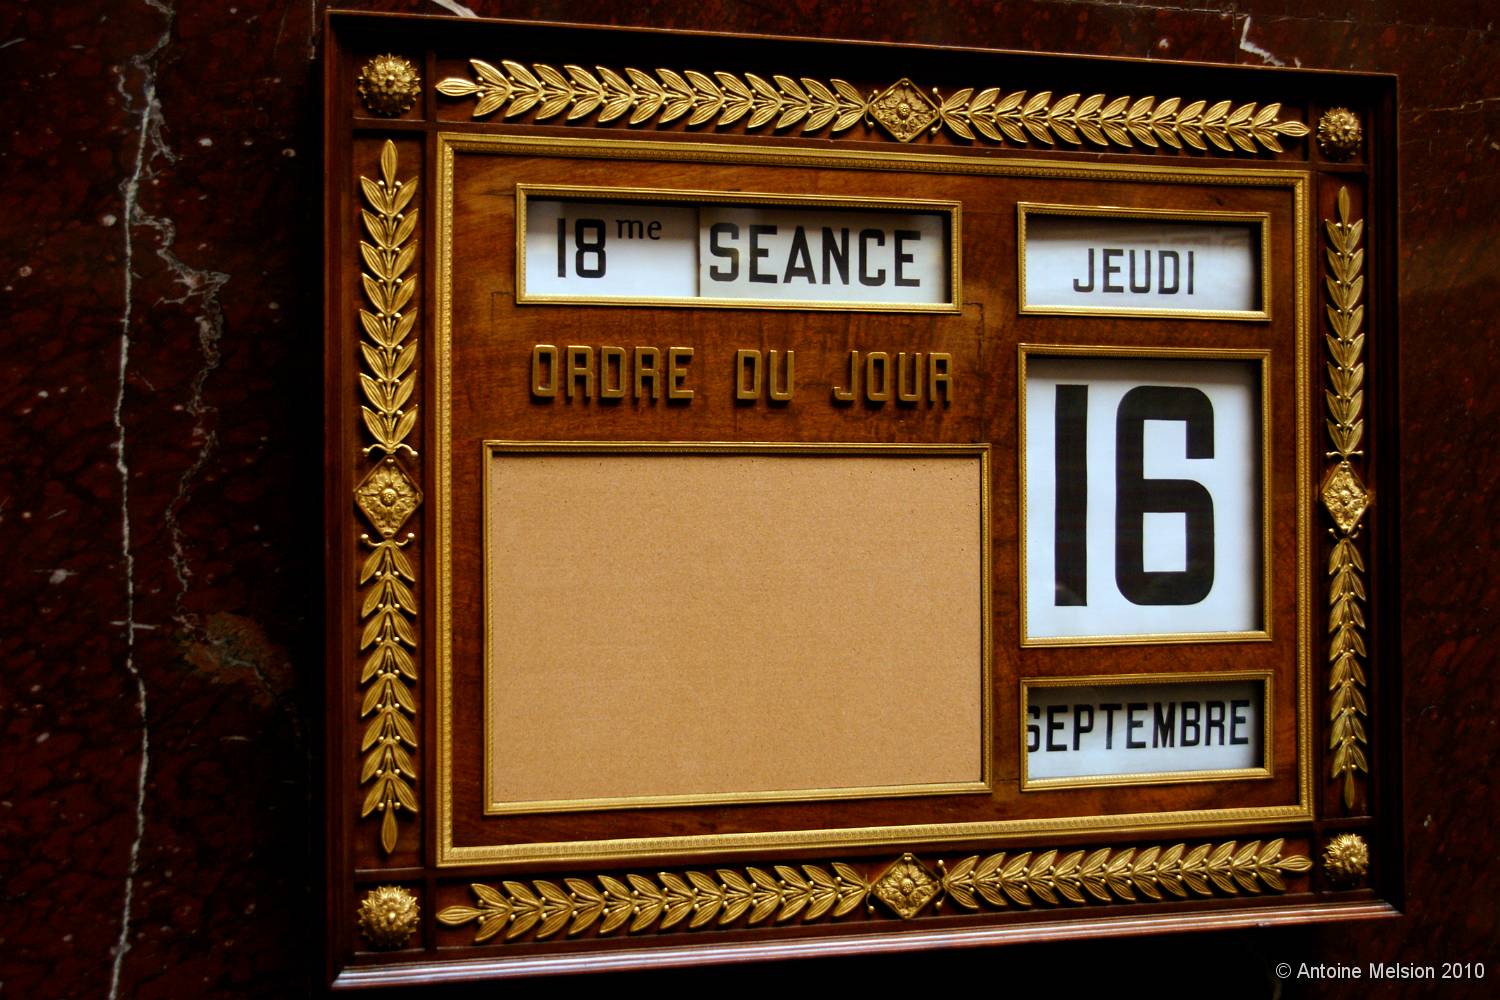 18me SEANCE
JEUDI
ORDRE DU JOUR
16
SEPTEMBRE
© Antoine Melsion 2010